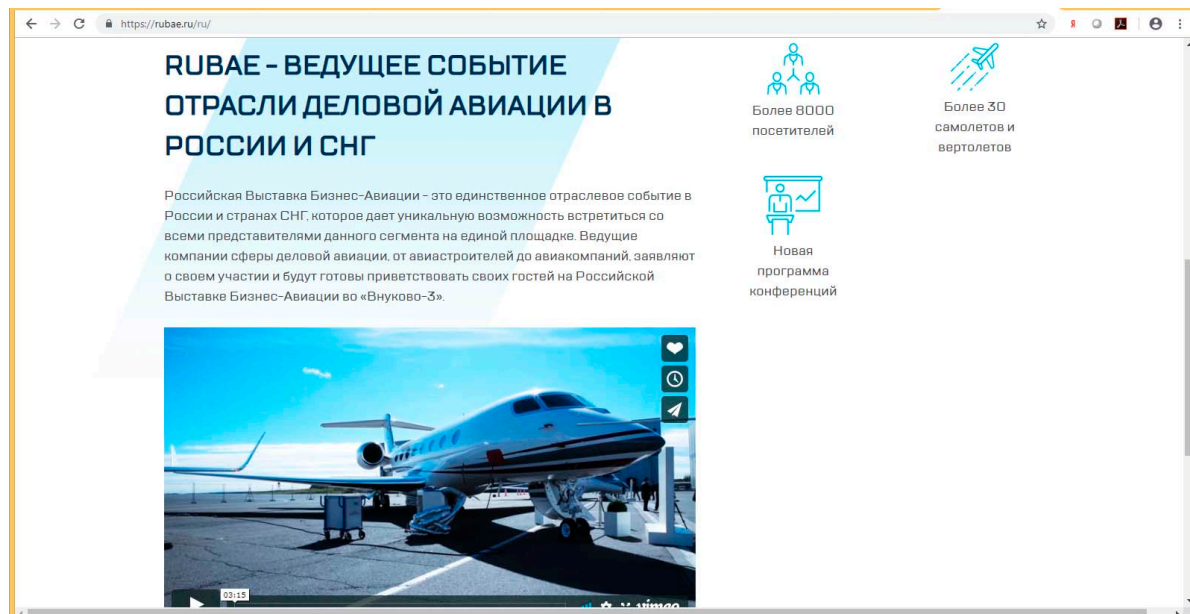 https://rubae.ru/ru/
RUBAE - ВЕДУЩЕЕ СОБЫТИЕ
ОТРАСЛИ ДЕЛОВОЙ АВИАЦИИ В
РОССИИ И СНГ
Российская Выставка Бизнес-Авиации – это единственное отраслевое событие в
России и странах СНГ, которое дает уникальную возможность встретиться со
всеми представителями данного сегмента на единой площадке. Ведущие
компании сферы деловой авиации, от авиастроителей до авиакомпаний, заявляют
о своем участии и будут готовы приветствовать своих гостей на Российской
Выставке Бизнес-Авиации во «Внуково-3».
Более 8000
посетителей
Более 30
самолетов и
вертолетов
Новая
программа
конференций
03:15
vimeo